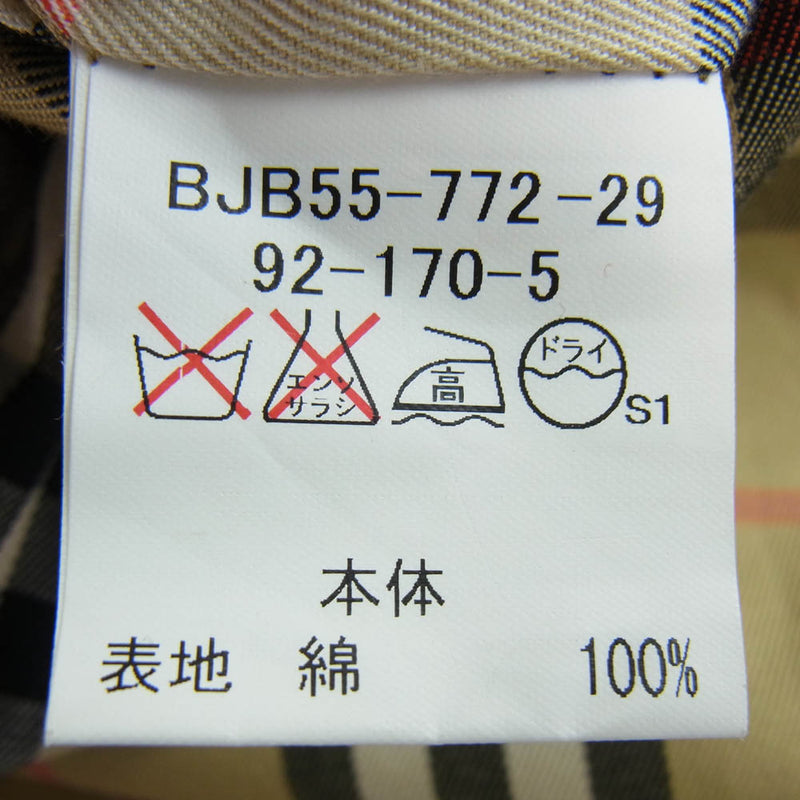 BJB55-772-29
92-170-5
エンソ
サラシ
高
ドライ
S1
本体
表地 綿 100%